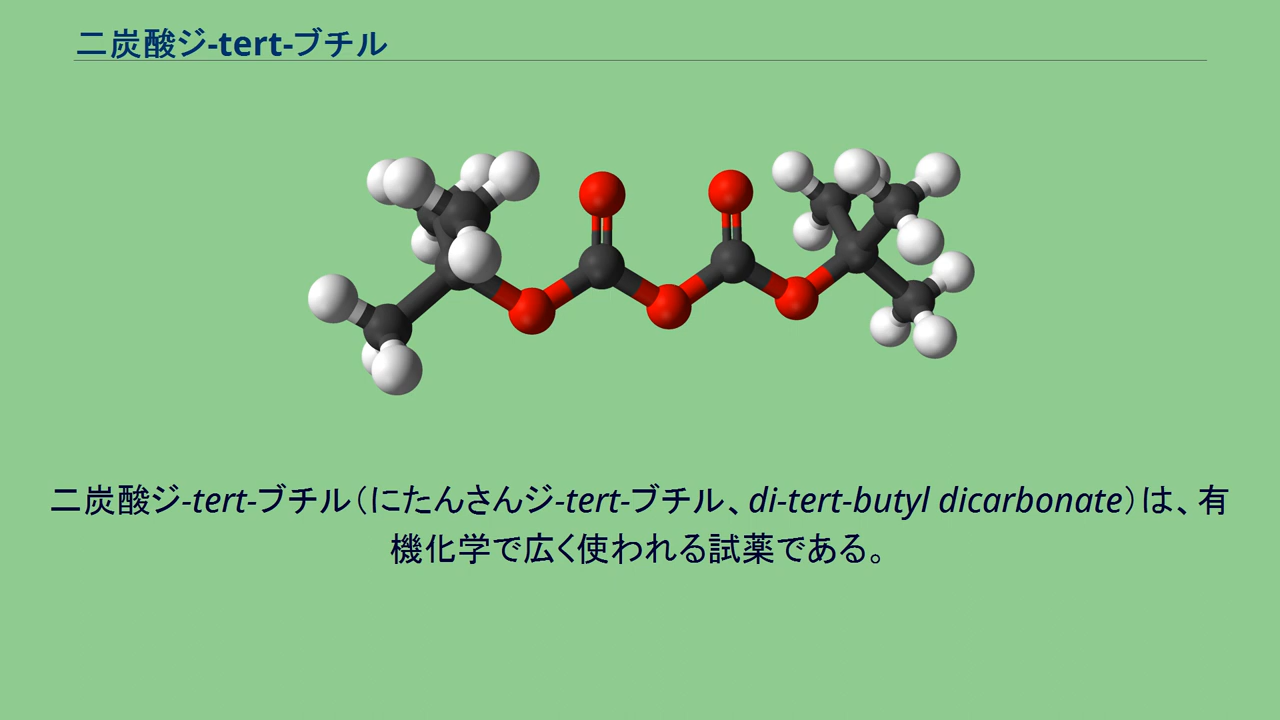 二炭酸ジ-tert-ブチル
二炭酸ジ-tert-ブチル（にたんさんジ-tert-ブチル、di-tert-butyl dicarbonate）は、有
機化学で広く使われる試薬である。